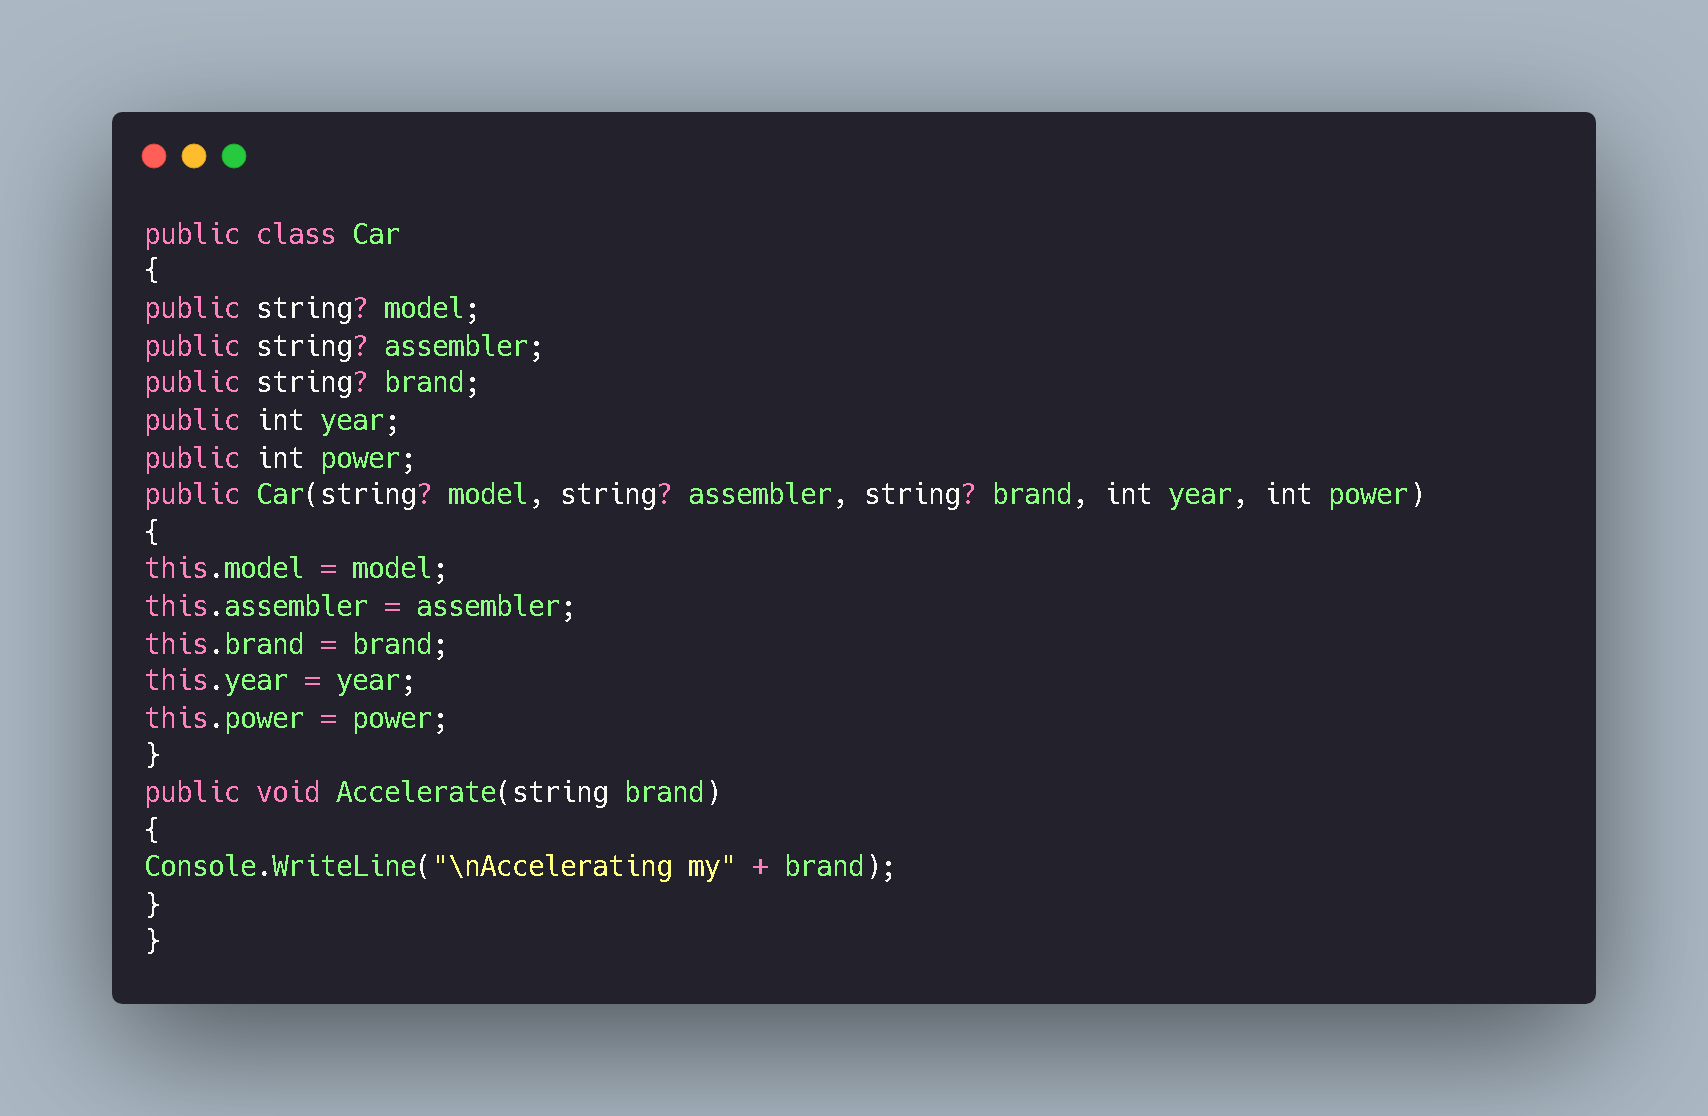 public class Car
{
public string? model;
public string? assembler;
public string? brand;
public int year;
public int power;
public Car(string? model, string? assembler, string? brand, int year, int power)
{
this.model = model;
this.assembler = assembler;
this.brand = brand;
this.year = year;
this.power = power;
}
public void Accelerate(string brand)
{
Console.WriteLine("\nAccelerating my" + brand);
}
}